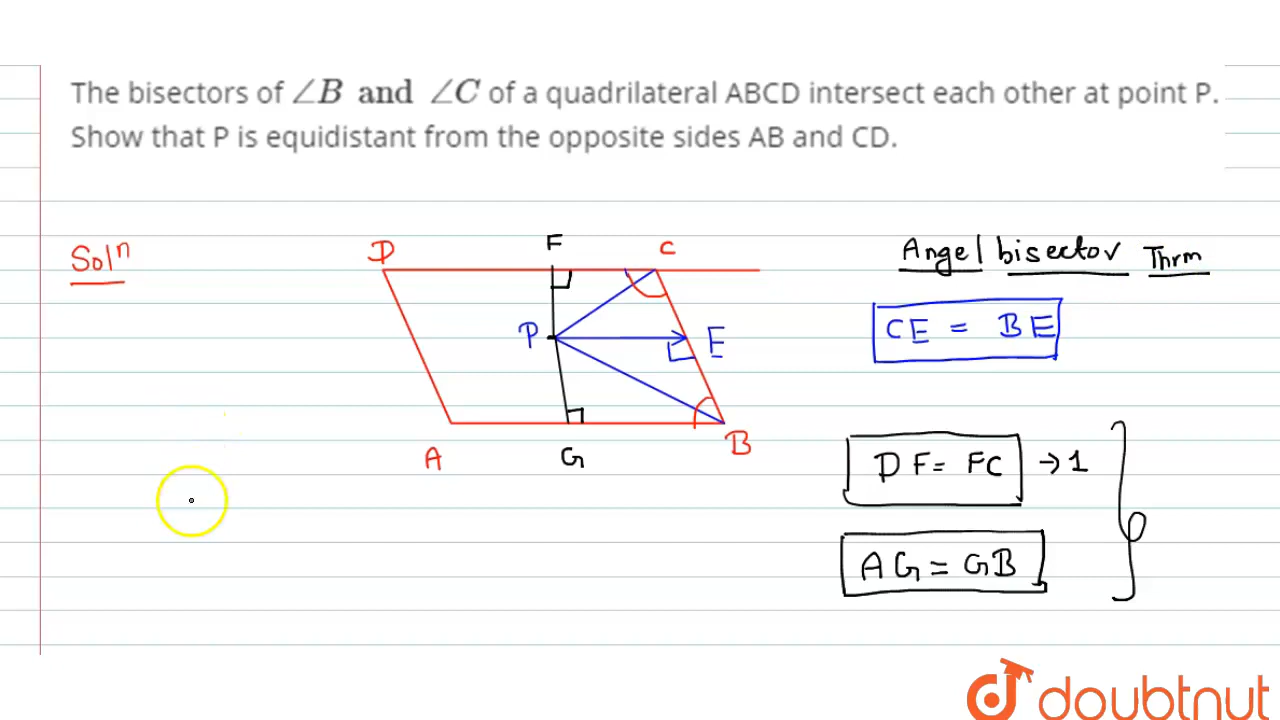 The bisectors of ∠B and ∠C of a quadrilateral ABCD intersect each other at point P.
Show that P is equidistant from the opposite sides AB and CD.
Solⁿ
D F C
Angel bisector Thrm
P E
CE = BE
A G B
DF = FC → 1
AG = GB
doubtnut